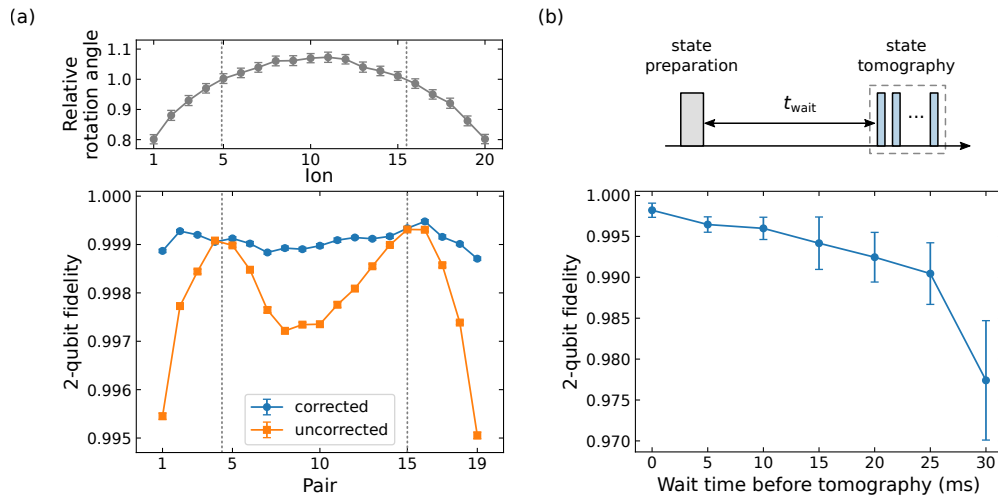 (a)
Relative
rotation angle
1.1
1.0
0.9
0.8
1
5
10
15
20
Ion
2-qubit fidelity
1.000
0.999
0.998
0.997
0.996
0.995
corrected
uncorrected
1
5
10
15
19
Pair
(b)
state
preparation
state
tomography
t_wait
...
2-qubit fidelity
1.000
0.995
0.990
0.985
0.980
0.975
0.970
0
5
10
15
20
25
30
Wait time before tomography (ms)